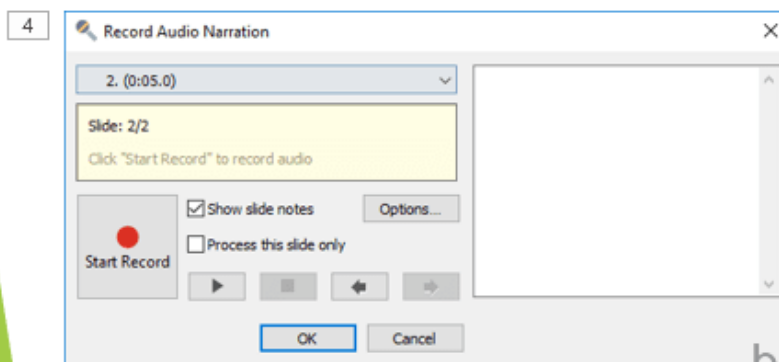 4
Record Audio Narration
2. (0:05.0)
Slide: 2/2
Click "Start Record" to record audio
Show slide notes
Options...
Process this slide only
Start Record
OK
Cancel